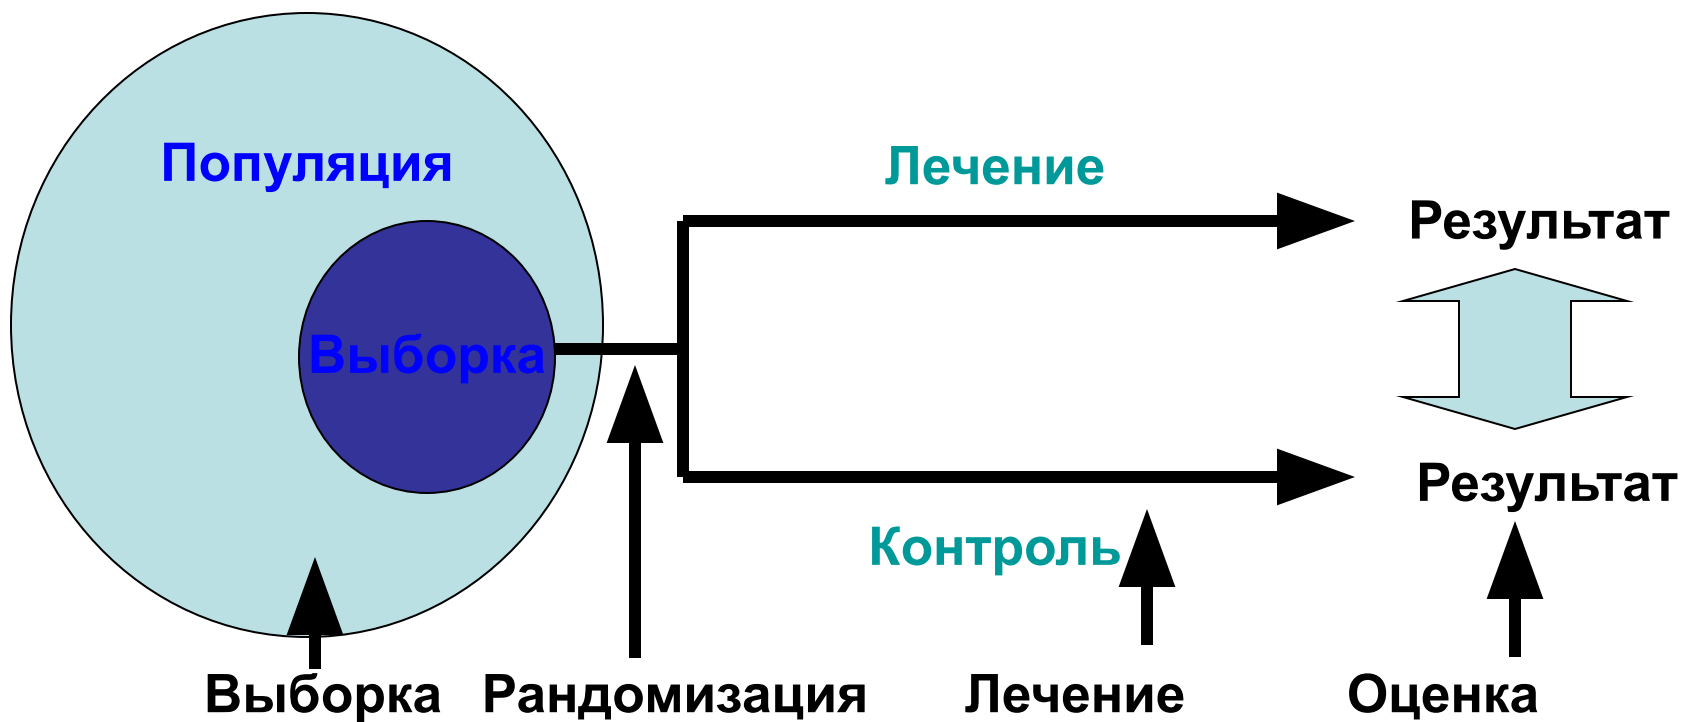 Популяция
Лечение
Результат
Выборка
Результат
Контроль
Выборка
Рандомизация
Лечение
Оценка